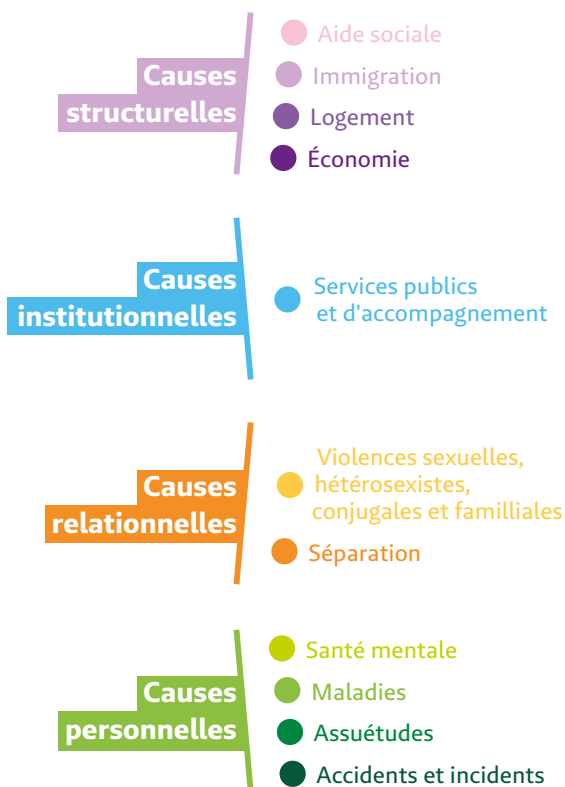 Causes
structurelles
Aide sociale
Immigration
Logement
Économie
Causes
institutionnelles
Services publics
et d'accompagnement
Causes
relationnelles
Violences sexuelles,
hétérosexistes,
conjugales et familliales
Séparation
Causes
personnelles
Santé mentale
Maladies
Assuétudes
Accidents et incidents